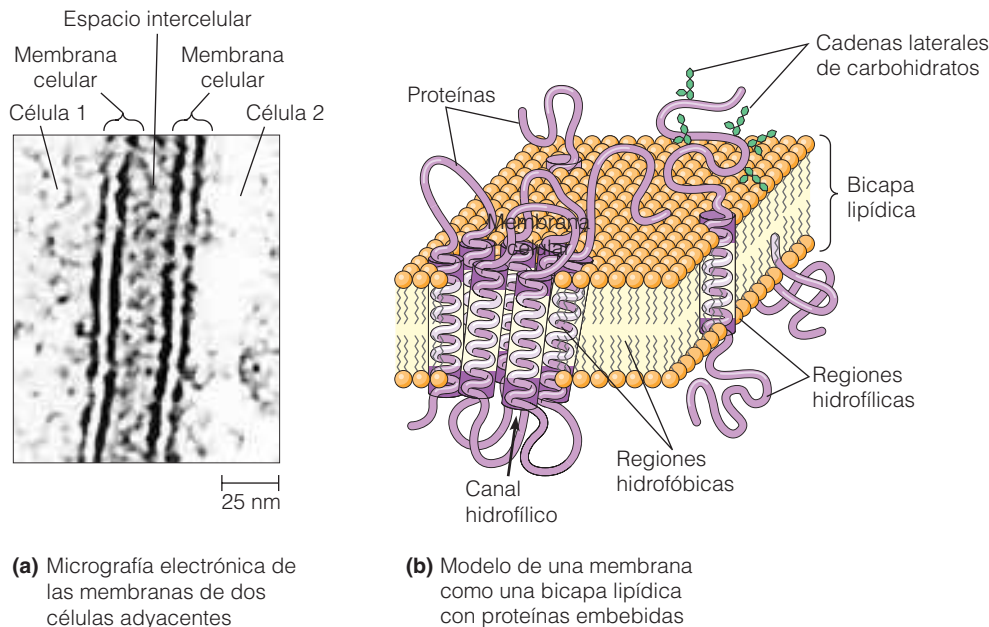 Espacio intercelular
Membrana
celular
Membrana
celular
Célula 1
Célula 2
25 nm
(a) Micrografía electrónica de
las membranas de dos
células adyacentes
Cadenas laterales
de carbohidratos
Proteínas
Bicapa
lipídica
Membrana
celular
Regiones
hidrofílicas
Regiones
hidrofóbicas
Canal
hidrofílico
(b) Modelo de una membrana
como una bicapa lipídica
con proteínas embebidas